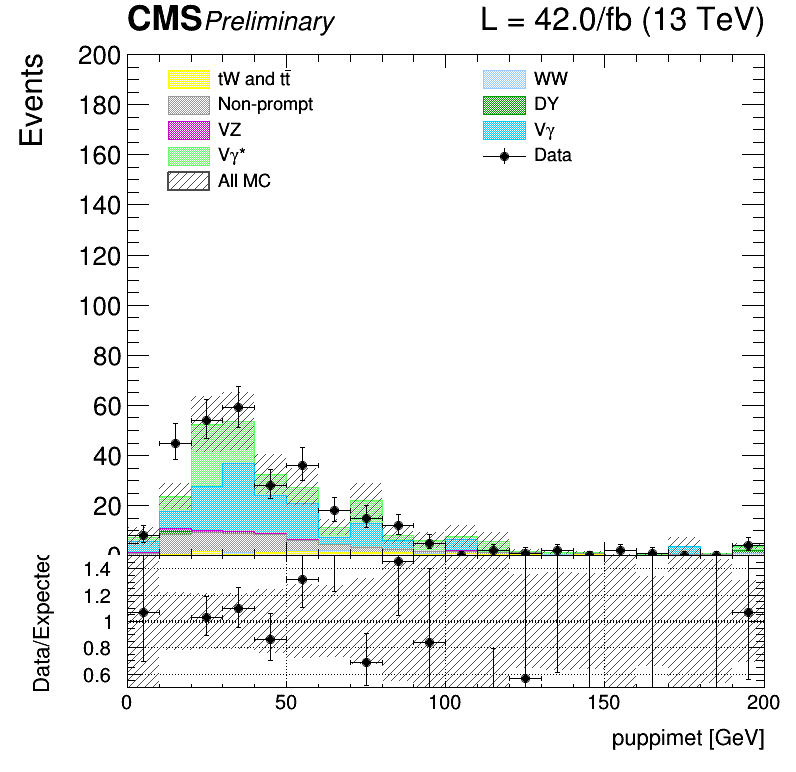 CMS Preliminary L = 42.0/fb (13 TeV)
Events
200
180
160
140
120
100
80
60
40
20
0
tW and tt̄
Non-prompt
VZ
Vγ*
All MC
WW
DY
Vγ
Data
Data/Expected
1.4
1.2
1
0.8
0.6
0 50 100 150 200
puppimet [GeV]